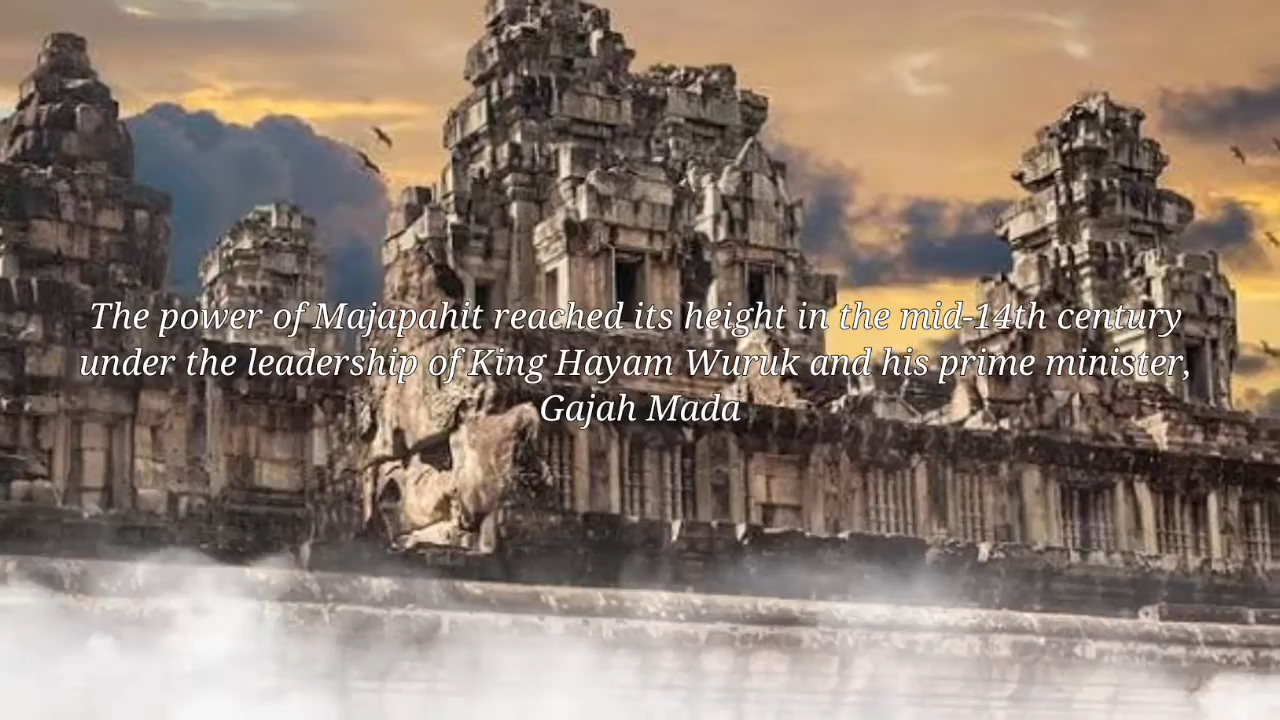 The power of Majapahit reached its height in the mid-14th century
under the leadership of King Hayam Wuruk and his prime minister,
Gajah Mada